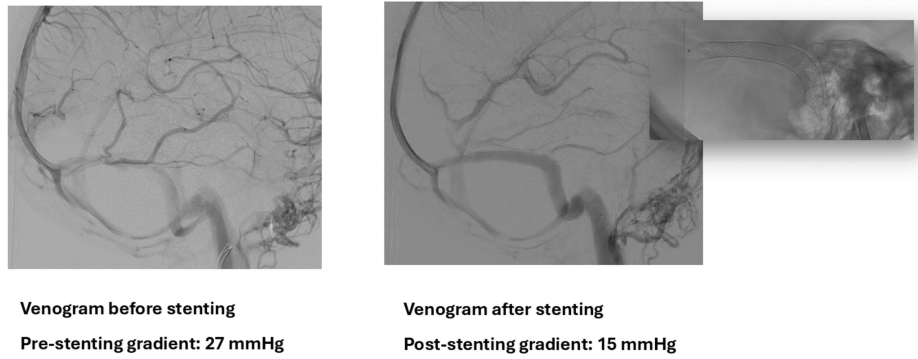 Venogram before stenting
Pre-stenting gradient: 27 mmHg
Venogram after stenting
Post-stenting gradient: 15 mmHg